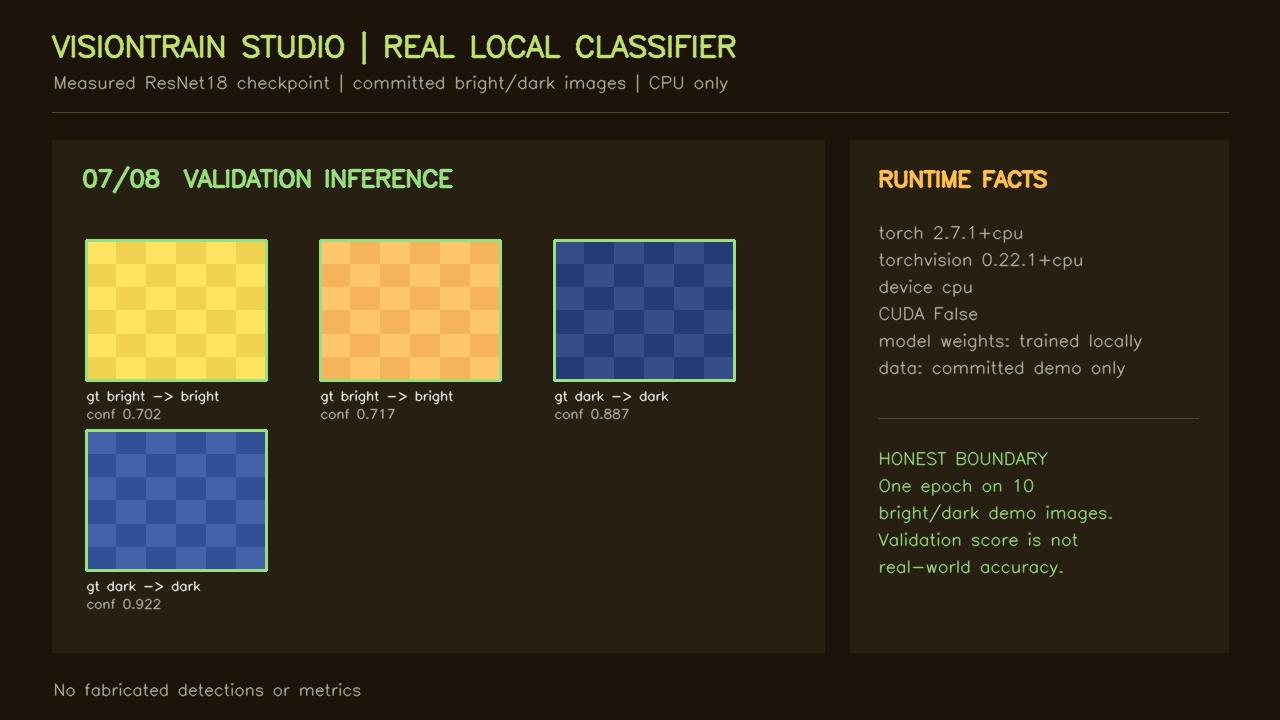 VISIONTRAIN STUDIO | REAL LOCAL CLASSIFIER
Measured ResNet18 checkpoint | committed bright/dark images | CPU only
07/08 VALIDATION INFERENCE
gt bright -> bright
conf 0.702
gt bright -> bright
conf 0.717
gt dark -> dark
conf 0.887
gt dark -> dark
conf 0.922
RUNTIME FACTS
torch 2.7.1+cpu
torchvision 0.22.1+cpu
device cpu
CUDA False
model weights: trained locally
data: committed demo only
HONEST BOUNDARY
One epoch on 10
bright/dark demo images.
Validation score is not
real-world accuracy.
No fabricated detections or metrics